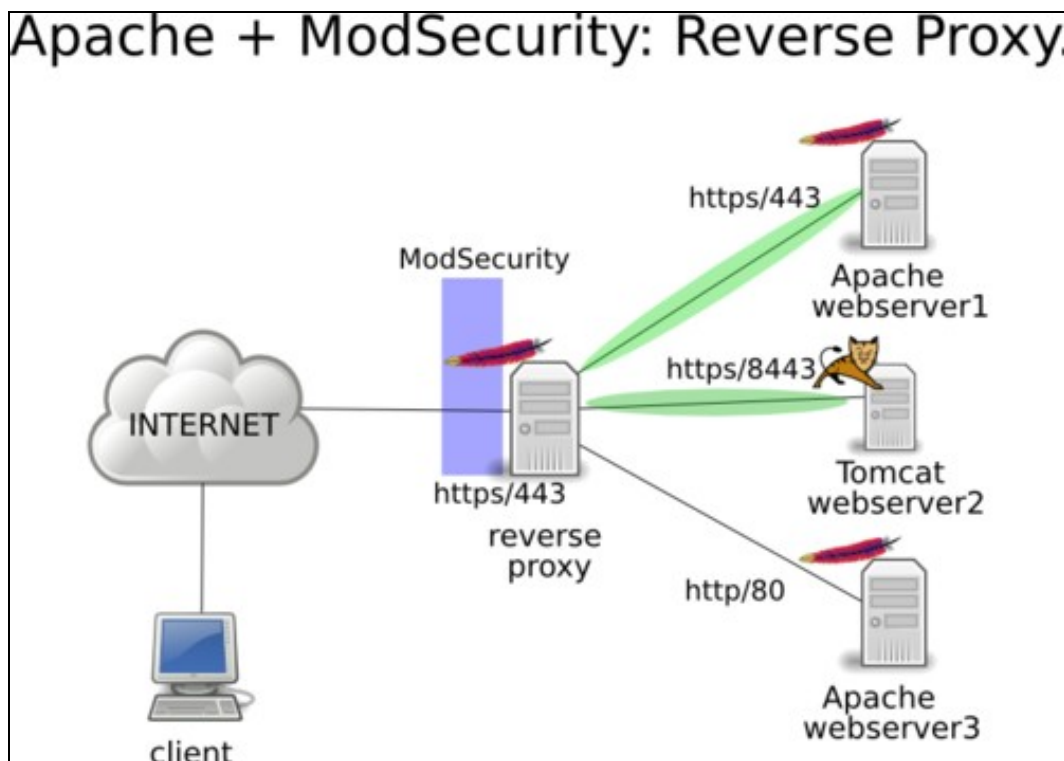 Apache + ModSecurity: Reverse Proxy.
https/443
ModSecurity
Apache
webserver1
https/8443
INTERNET
https/443
Tomcat
webserver2
reverse
proxy
http/80
Apache
webserver3
client